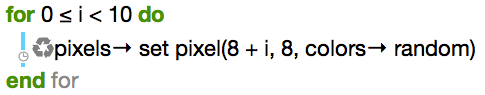 for 0 ≤ i < 10 do
♻pixels→ set pixel(8 + i, 8, colors→ random)
end for